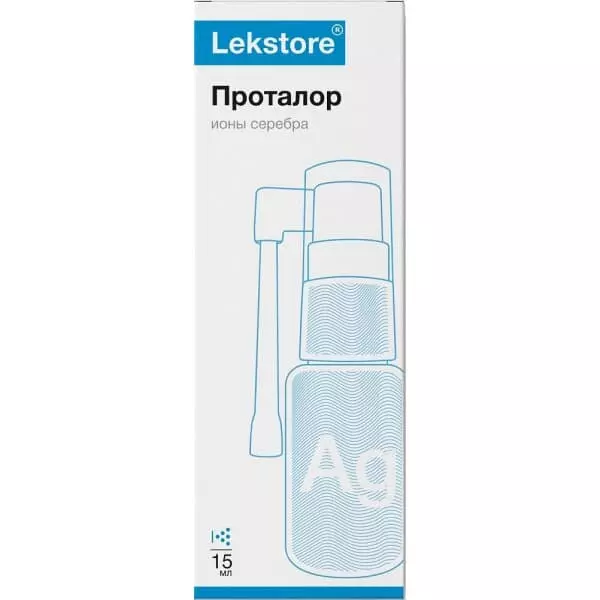 Lekstore®
Проталор
ионы серебра
Ag
15
мл